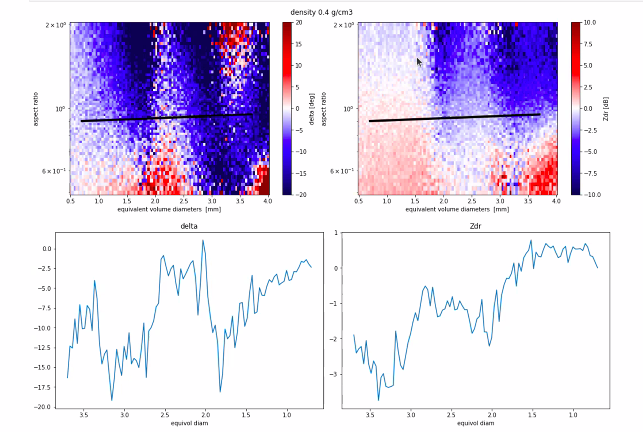 density 0.4 g/cm3
2 × 10⁰
10⁰
6 × 10⁻¹
aspect ratio
0.5 1.0 1.5 2.0 2.5 3.0 3.5 4.0
equivalent volume diameters [mm]
20
15
10
5
0
−5
−10
−15
−20
delta [deg]
2 × 10⁰
10⁰
6 × 10⁻¹
aspect ratio
0.5 1.0 1.5 2.0 2.5 3.0 3.5 4.0
equivalent volume diameters [mm]
10.0
7.5
5.0
2.5
0.0
−2.5
−5.0
−7.5
−10.0
Zdr [dB]
delta
0.0
−2.5
−5.0
−7.5
−10.0
−12.5
−15.0
−17.5
−20.0
3.5 3.0 2.5 2.0 1.5 1.0
equivol diam
Zdr
1
0
−1
−2
−3
3.5 3.0 2.5 2.0 1.5 1.0
equivol diam